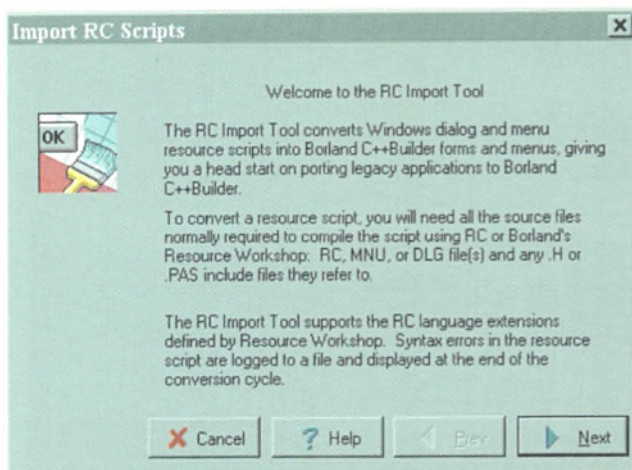 Import RC Scripts
Welcome to the RC Import Tool
OK
The RC Import Tool converts Windows dialog and menu
resource scripts into Borland C++Builder forms and menus, giving
you a head start on porting legacy applications to Borland
C++Builder.
To convert a resource script, you will need all the source files
normally required to compile the script using RC or Borland's
Resource Workshop: RC, MNU, or DLG file(s) and any .H or
.PAS include files they refer to.
The RC Import Tool supports the RC language extensions
defined by Resource Workshop. Syntax errors in the resource
script are logged to a file and displayed at the end of the
conversion cycle.
Cancel
Help
Prev
Next